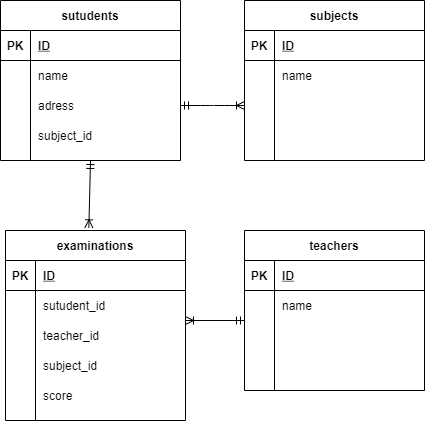 sutudents
PK ID
name
adress
subject_id
subjects
PK ID
name
examinations
PK ID
sutudent_id
teacher_id
subject_id
score
teachers
PK ID
name